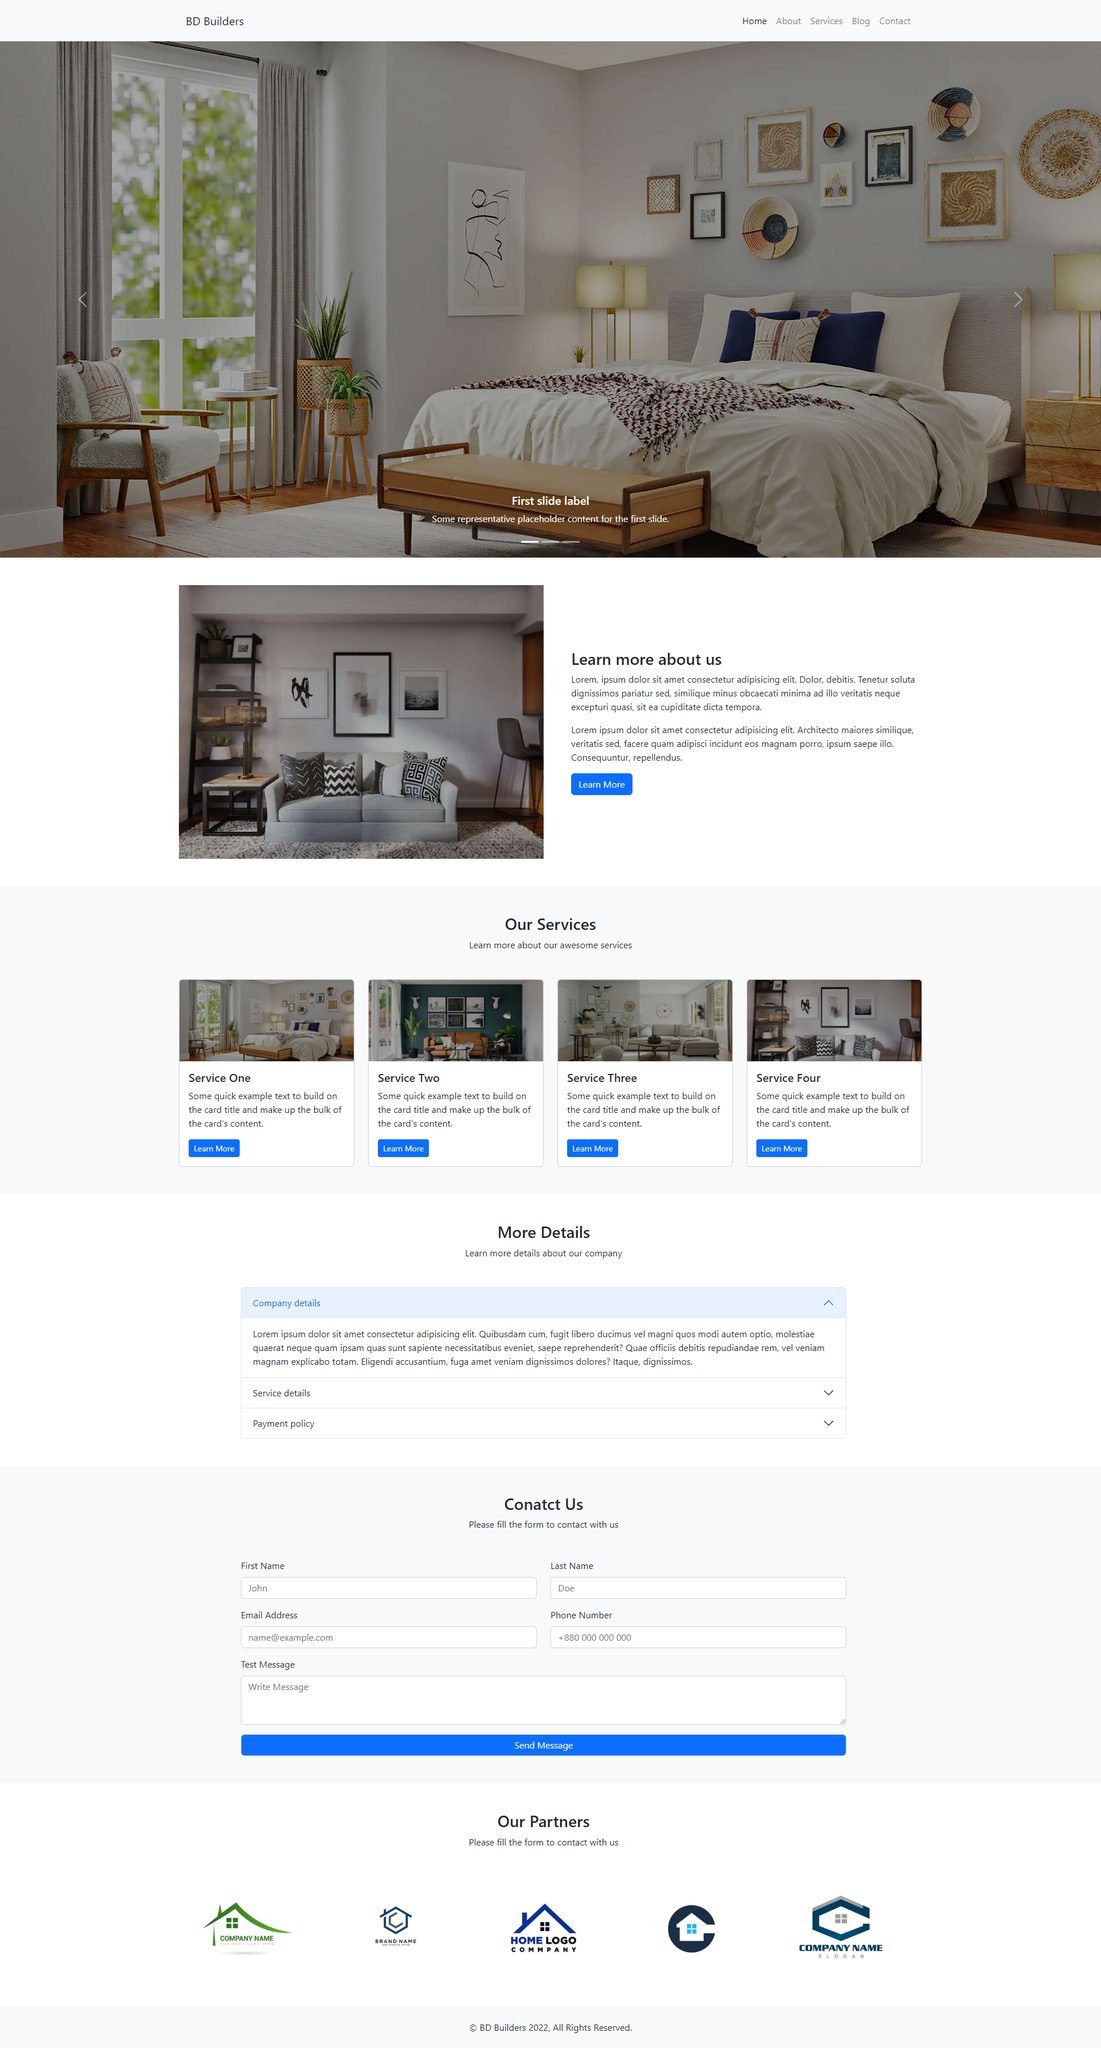 BD Builders
Home About Services Blog Contact
First slide label
Some representative placeholder content for the first slide.
Learn more about us
Lorem, ipsum dolor sit amet consectetur adipisicing elit. Dolor, debitis. Tenetur soluta
dignissimos pariatur sed, similique minus obcaecati minima ad illo veritatis neque
excepturi quasi, sit ea cupiditate dicta tempora.
Lorem ipsum dolor sit amet consectetur adipisicing elit. Architecto maiores similique,
veritatis sed, facere quam adipisci incidunt eos magnam porro, ipsum saepe illo.
Consequuntur, repellendus.
Learn More
Our Services
Learn more about our awesome services
Service One
Some quick example text to build on
the card title and make up the bulk of
the card's content.
Learn More
Service Two
Some quick example text to build on
the card title and make up the bulk of
the card's content.
Learn More
Service Three
Some quick example text to build on
the card title and make up the bulk of
the card's content.
Learn More
Service Four
Some quick example text to build on
the card title and make up the bulk of
the card's content.
Learn More
More Details
Learn more details about our company
Company details
Lorem ipsum dolor sit amet consectetur adipisicing elit. Quibusdam cum, fugit libero ducimus vel magni quos modi autem optio, molestiae
quaerat neque quam ipsam quas sunt sapiente necessitatibus eveniet, saepe reprehenderit? Quae officiis debitis repudiandae rem, vel veniam
magnam explicabo totam. Eligendi accusantium, fuga amet veniam dignissimos dolores? Itaque, dignissimos.
Service details
Payment policy
Conatct Us
Please fill the form to contact with us
First Name
Last Name
John
Doe
Email Address
Phone Number
name@example.com
+880 000 000 000
Test Message
Write Message
Send Message
Our Partners
Please fill the form to contact with us
COMPANY NAME
BRAND NAME
HOME LOGO
COMMPANY
COMPANY NAME
SLOGAN
© BD Builders 2022, All Rights Reserved.